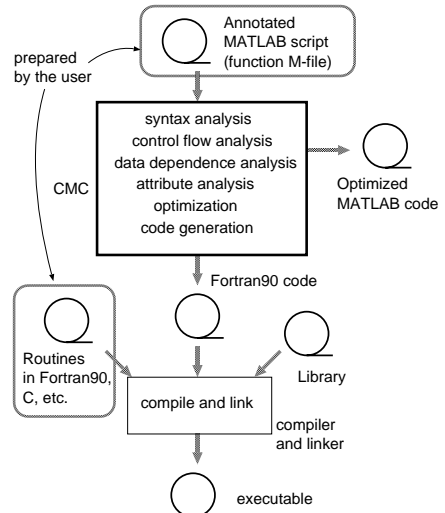 Annotated
MATLAB script
(function M-file)
prepared
by the user
syntax analysis
control flow analysis
data dependence analysis
attribute analysis
optimization
code generation
CMC
Optimized
MATLAB code
Fortran90 code
Routines
in Fortran90,
C, etc.
Library
compile and link
compiler
and linker
executable